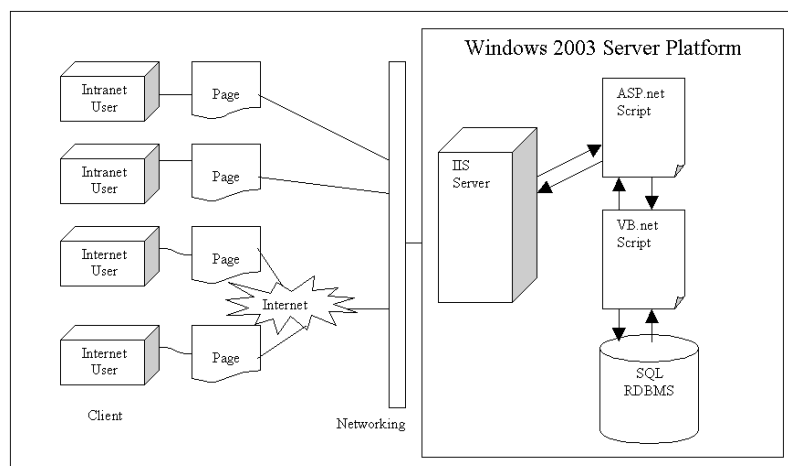 Windows 2003 Server Platform
Intranet
User
Page
Intranet
User
Page
Internet
User
Page
Internet
Internet
User
Page
Client
Networking
IIS
Server
ASP.net
Script
VB.net
Script
SQL
RDBMS